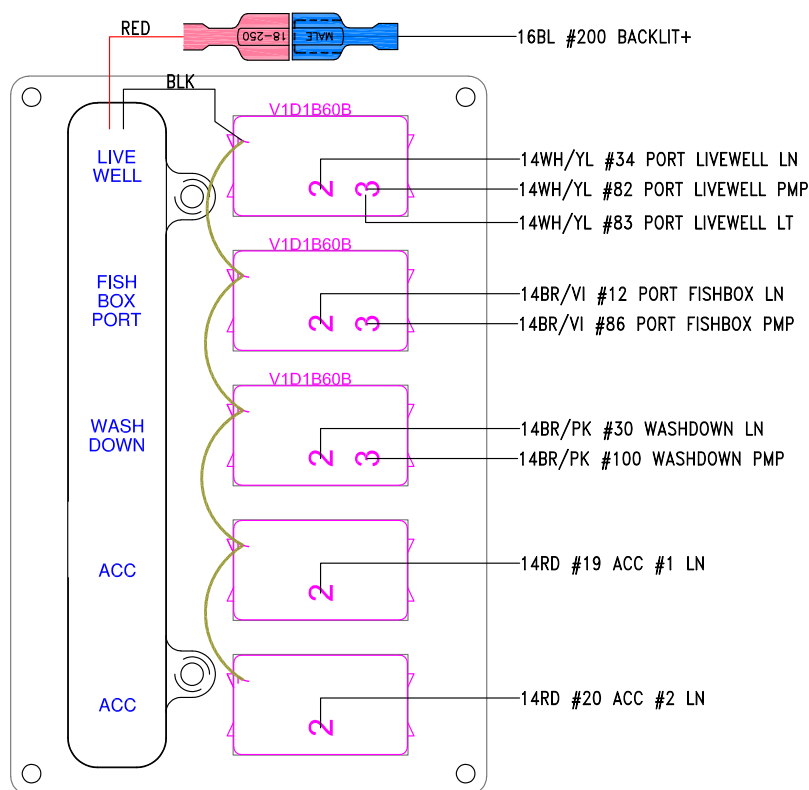 RED
18-250
MALE
16BL #200 BACKLIT+
BLK
V1D1B60B
LIVE
WELL
2
3
14WH/YL #34 PORT LIVEWELL LN
14WH/YL #82 PORT LIVEWELL PMP
14WH/YL #83 PORT LIVEWELL LT
V1D1B60B
FISH
BOX
PORT
2
3
14BR/VI #12 PORT FISHBOX LN
14BR/VI #86 PORT FISHBOX PMP
V1D1B60B
WASH
DOWN
2
3
14BR/PK #30 WASHDOWN LN
14BR/PK #100 WASHDOWN PMP
ACC
2
14RD #19 ACC #1 LN
ACC
2
14RD #20 ACC #2 LN